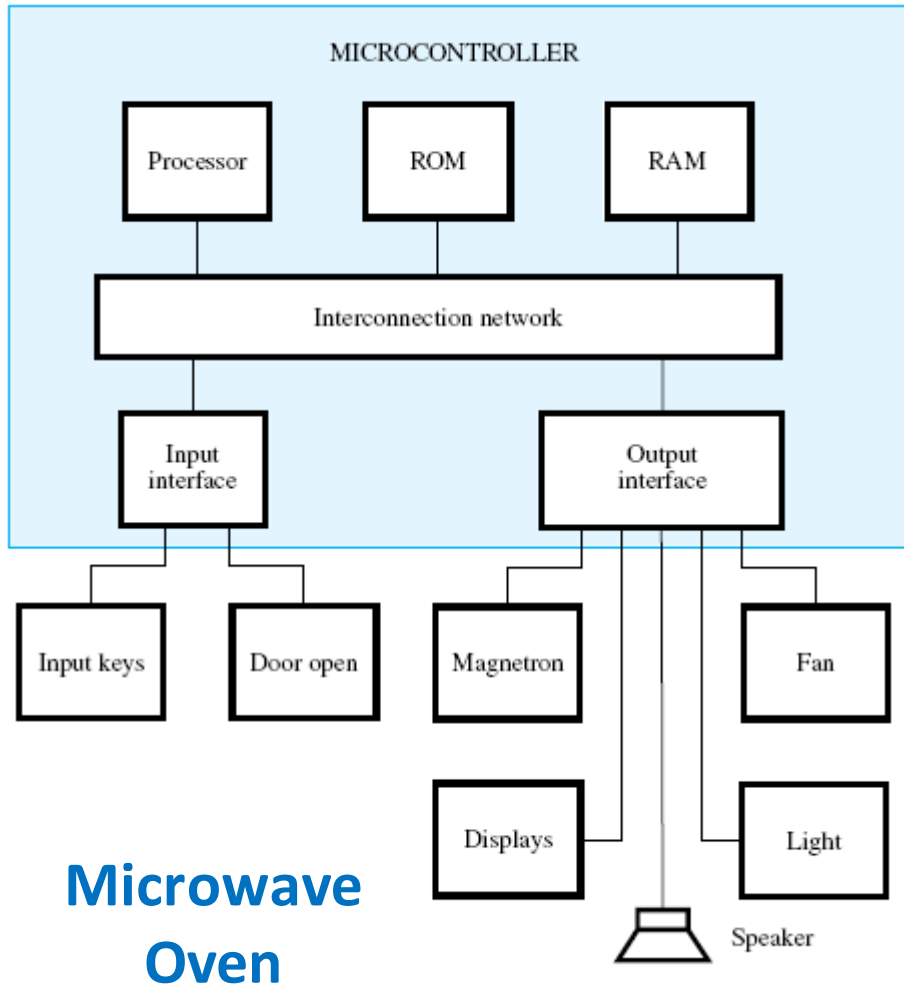 MICROCONTROLLER
Processor
ROM
RAM
Interconnection network
Input
interface
Output
interface
Input keys
Door open
Magnetron
Fan
Displays
Light
Speaker
Microwave
Oven